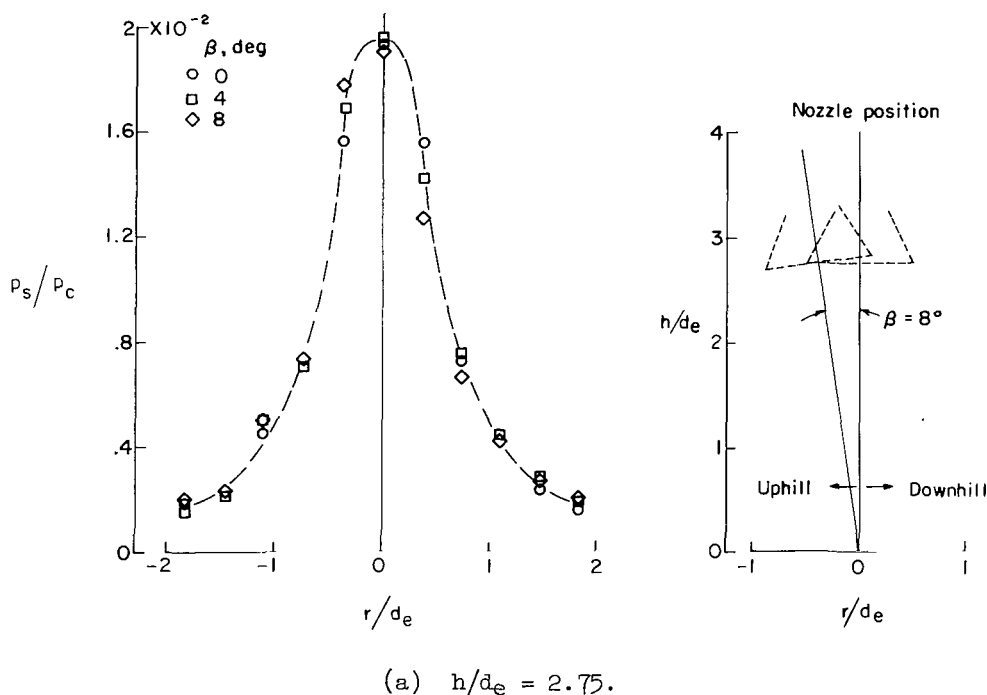 2 ×10⁻²
β, deg
○ 0
□ 4
◇ 8
1.6
1.2
.8
.4
0
pₛ/p_c
-2 -1 0 1 2
r/dₑ
Nozzle position
4
3
2
1
0
h/dₑ
β = 8°
Uphill
Downhill
-1 0 1
r/dₑ
(a) h/dₑ = 2.75.